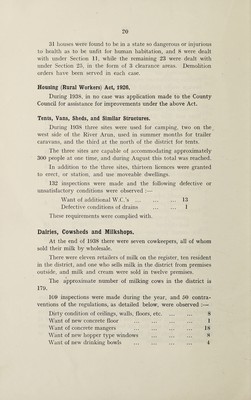 20
31 houses were found to be in a state so dangerous or injurious
to health as to be unfit for human habitation, and 8 were dealt
with under Section 11, while the remaining 23 were dealt with
under Section 25, in the form of 3 clearance areas. Demolition
orders have been served in each case.
Housing (Rural Workers) Act, 1926.
During 1938, in no case was application made to the County
Council for assistance for improvements under the above Act.
Tents, Vans, Sheds, and Similar Structures.
During 1938 three sites were used for camping, two on the
west side of the River Arun, used in summer months for trailer
caravans, and the third at the north of the district for tents.
The three sites are capable of accommodating approximately
300 people at one time, and during August this total was reached.
In addition to the three sites, thirteen licences were granted
to erect, or station, and use moveable dwellings.
132 inspections were made and the following defective or
unsatisfactory conditions were observed :—
Want of additional W.C.'s ... ... ... 13
Defective conditions of drains ... ... 1
These requirements were complied with.
Dairies, Cowsheds and Milkshops.
At the end of 1938 there were seven cowkeepers, all of whom
sold their milk by wholesale.
There were eleven retailers of milk on the register, ten resident
in the district, and one who sells milk in the district from premises
outside, and milk and cream were sold in twelve premises.
The approximate number of milking cows in the district is
179.
108 inspections were made during the year, and 50 contra-
ventions of the regulations, as detailed below, were observed :—
Dirty condition of ceilings, walls, floors, etc. ... ... 8
Want of new concrete floor ... ... ... ... 1
Want of concrete mangers ... ... ... ... 18
Want of new hopper type windows ... ... ... 8
Want of new drinking bowls ... ... ... ... 4